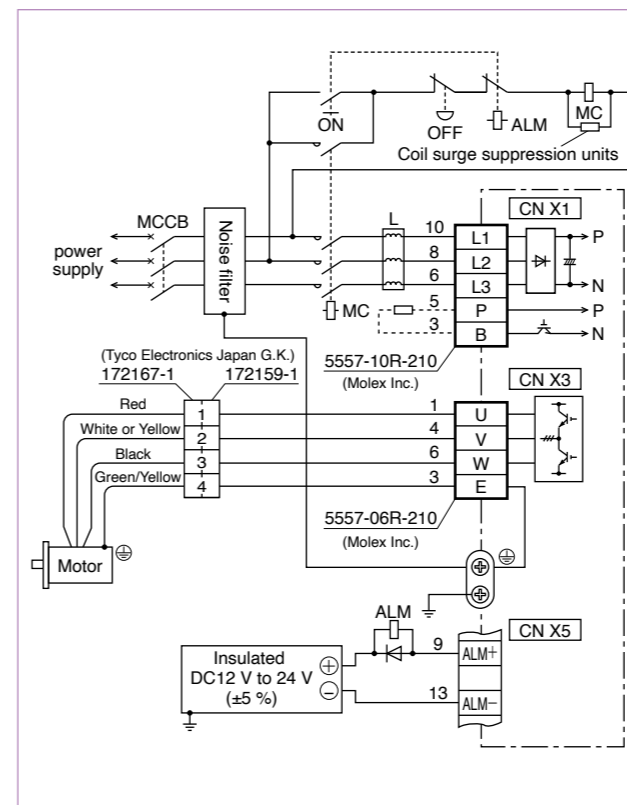 ON
OFF
ALM
MC
Coil surge suppression units
MCCB
power
supply
Noise filter
L
MC
CN X1
10 L1
8 L2
6 L3
5 P
3 B
P
N
P
N
5557-10R-210
(Molex Inc.)
(Tyco Electronics Japan G.K.)
172167-1 172159-1
CN X3
Red 1 1 U
White or Yellow 2 4 V
Black 3 6 W
Green/Yellow 4 3 E
5557-06R-210
(Molex Inc.)
Motor
ALM
CN X5
Insulated
DC12 V to 24 V
(±5 %)
+
−
9 ALM+
13 ALM−